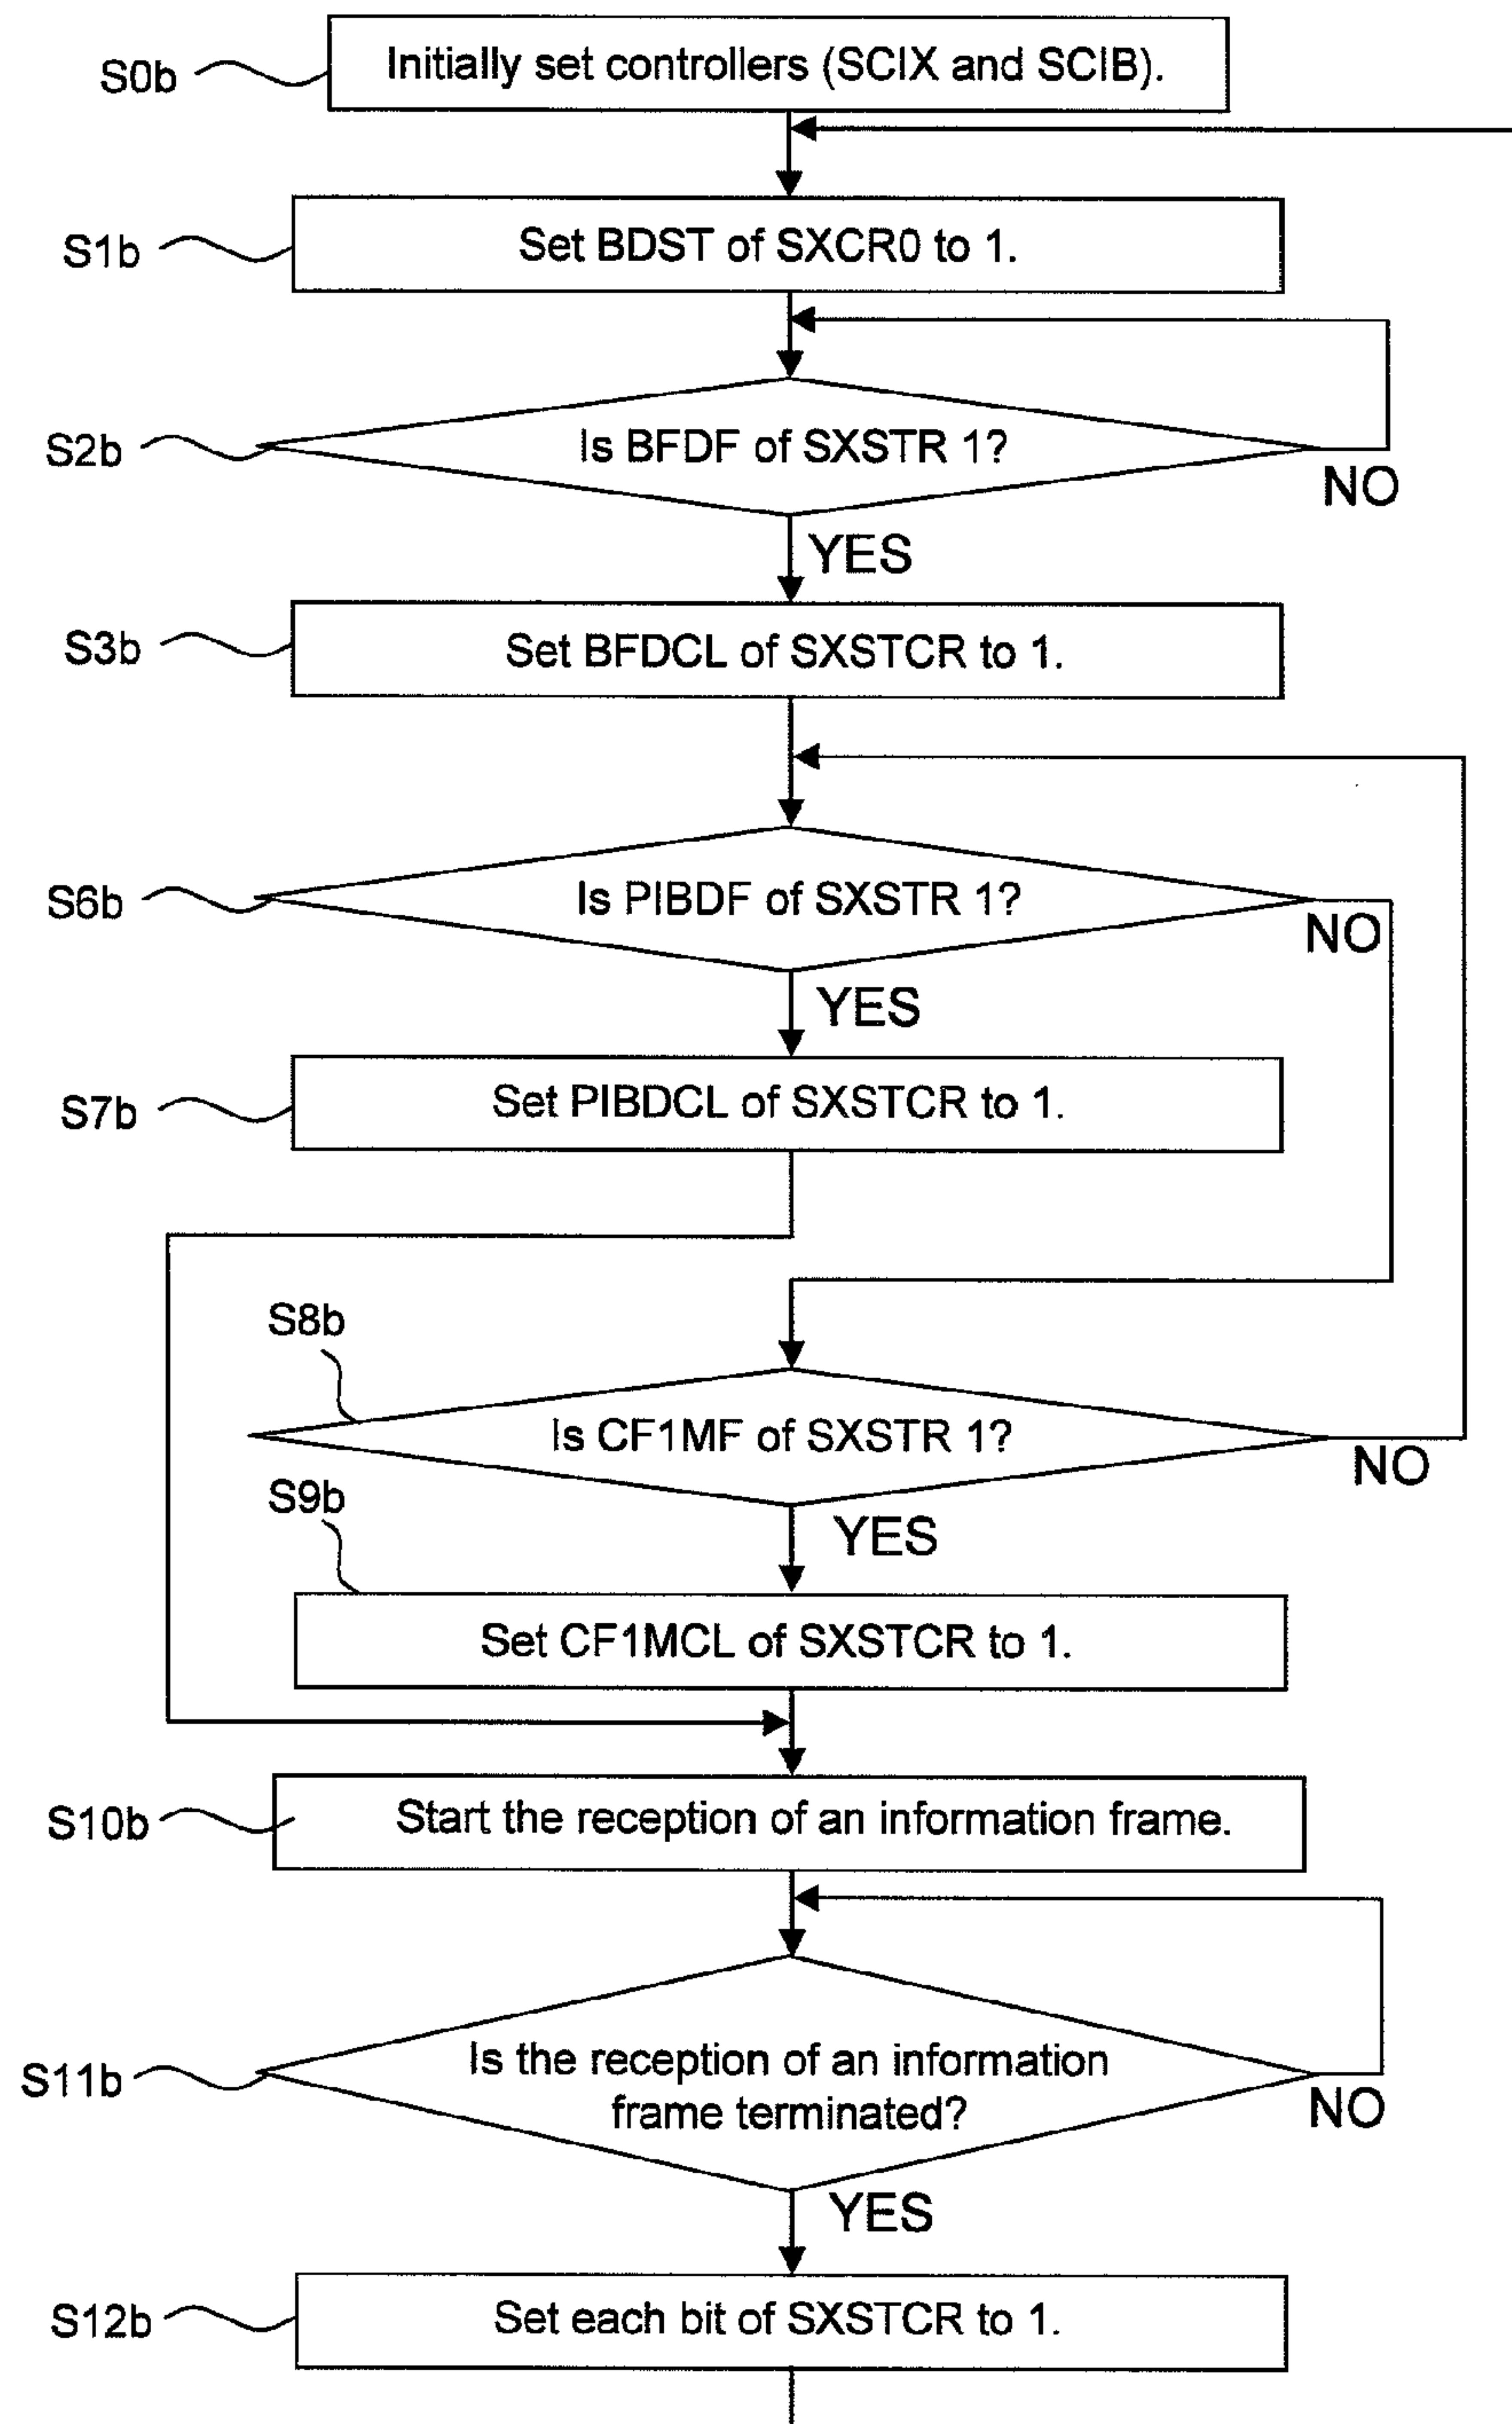 S0b
Initially set controllers (SCIX and SCIB).
S1b
Set BDST of SXCR0 to 1.
S2b
Is BFDF of SXSTR 1?
NO
YES
S3b
Set BFDCL of SXSTCR to 1.
S6b
Is PIBDF of SXSTR 1?
NO
YES
S7b
Set PIBDCL of SXSTCR to 1.
S8b
Is CF1MF of SXSTR 1?
NO
S9b
YES
Set CF1MCL of SXSTCR to 1.
S10b
Start the reception of an information frame.
S11b
Is the reception of an information
frame terminated?
NO
YES
S12b
Set each bit of SXSTCR to 1.